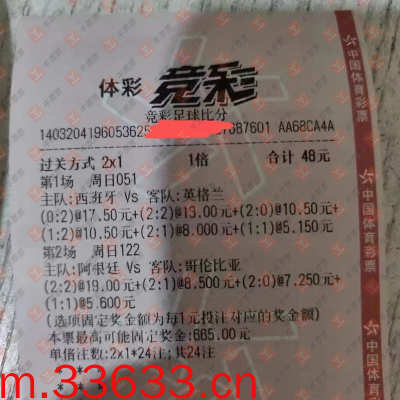 体彩 竞彩
竞彩足球比分
1403204196053625 7687601 AA68CA4A
过关方式 2x1 1倍 合计 48元
第1场 周日051
主队:西班牙 Vs 客队:英格兰
(0:2)@17.50元+(2:2)@13.00元+(2:0)@10.50元+
(1:2)@10.50元+(2:1)@8.000元+(1:1)@5.150元
第2场 周日122
主队:阿根廷 Vs 客队:哥伦比亚
(2:2)@19.00元+(2:1)@8.500元+(2:0)@7.250元+
(1:1)@5.600元
(选项固定奖金额为每1元投注对应的奖金额)
本票最高可能固定奖金:665.00元
单倍注数:2x1*24注;共24注
m.33633.cn
中国体育彩票
中国体育彩票